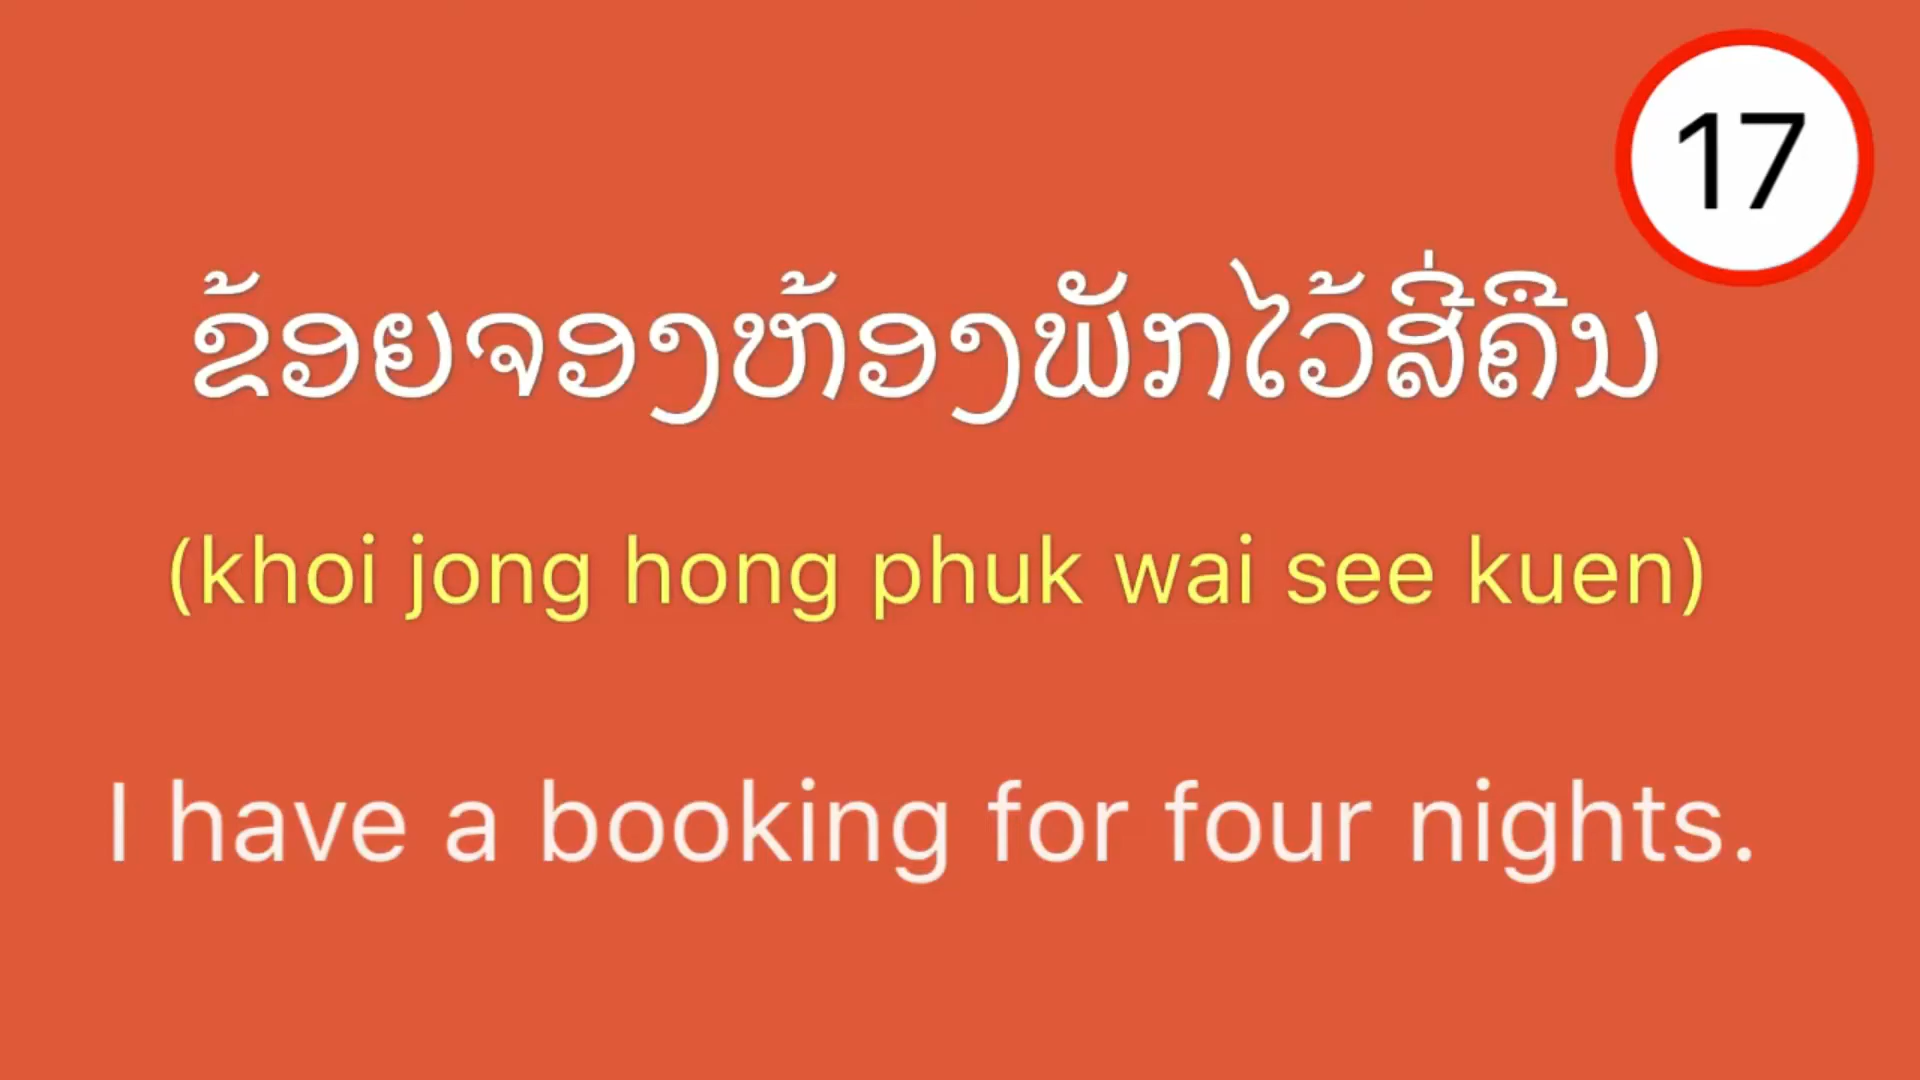 17
ຂ້ອຍຈອງຫ້ອງພັກໄວ້ສີ່ຄືນ
(khoi jong hong phuk wai see kuen)
I have a booking for four nights.